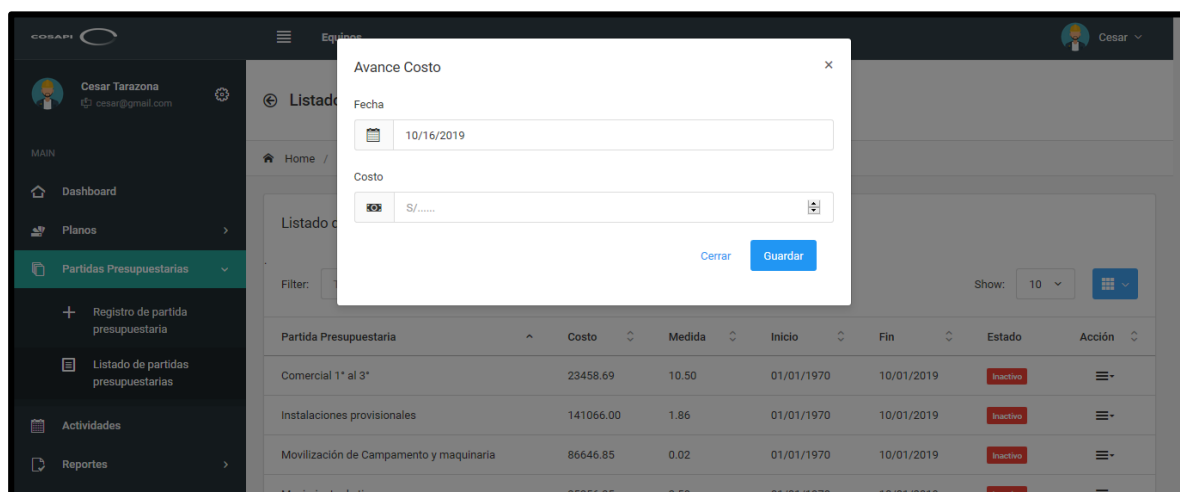 COSAPI
Equipos
Cesar
Cesar Tarazona
cesar@gmail.com
MAIN
Dashboard
Planos
Partidas Presupuestarias
Registro de partida
presupuestaria
Listado de partidas
presupuestarias
Actividades
Reportes
Listado
Home /
Avance Costo
×
Fecha
10/16/2019
Costo
S/......
Cerrar Guardar
Listado
Filter:
Show: 10
Partida Presupuestaria Costo Medida Inicio Fin Estado Acción
Comercial 1° al 3° 23458.69 10.50 01/01/1970 10/01/2019 Inactivo
Instalaciones provisionales 141066.00 1.86 01/01/1970 10/01/2019 Inactivo
Movilización de Campamento y maquinaria 86646.85 0.02 01/01/1970 10/01/2019 Inactivo